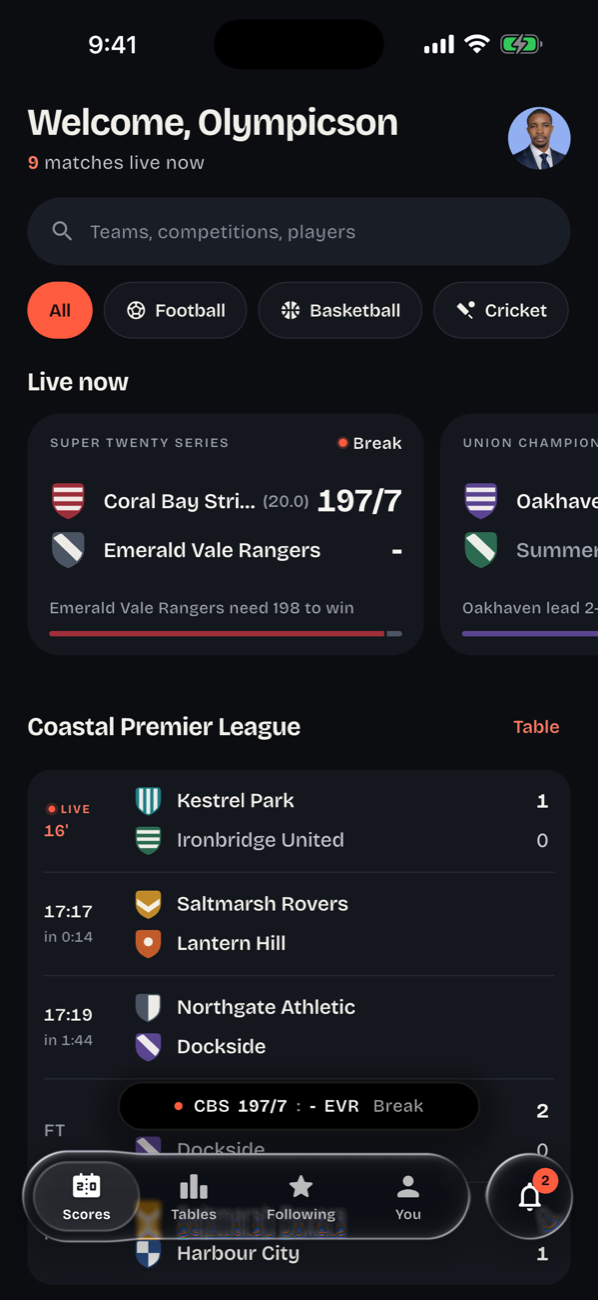 9:41
Welcome, Olympicson
9 matches live now
Teams, competitions, players
All
Football
Basketball
Cricket
Live now
SUPER TWENTY SERIES
Break
Coral Bay Stri... (20.0) 197/7
Emerald Vale Rangers -
Emerald Vale Rangers need 198 to win
UNION CHAMPION
Oakhave
Summer
Oakhaven lead 2-
Coastal Premier League
Table
LIVE
16'
Kestrel Park 1
Ironbridge United 0
17:17
in 0:14
Saltmarsh Rovers
Lantern Hill
17:19
in 1:44
Northgate Athletic
Dockside
CBS 197/7 : - EVR Break
2
FT
Dockside 0
2:0
Scores
Tables
Following
You
2
Harbour City 1